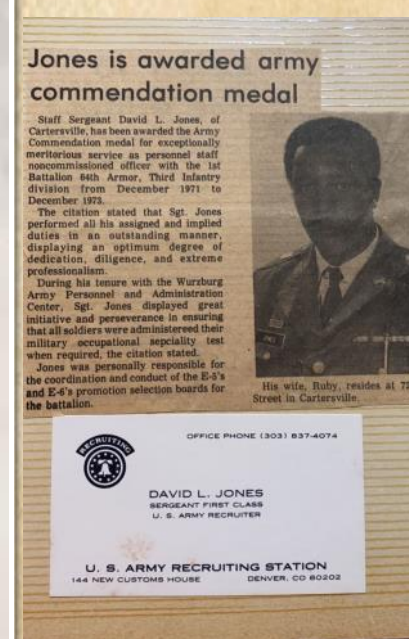 Jones is awarded army
commendation medal
Staff Sergeant David L. Jones, of
Cartersville, has been awarded the Army
Commendation medal for exceptionally
meritorious service as personnel staff
noncommissioned officer with the 1st
Battalion 64th Armor, Third Infantry
division from December 1971 to
December 1973.
The citation stated that Sgt. Jones
performed all his assigned and implied
duties in an outstanding manner,
displaying an optimum degree of
dedication, diligence, and extreme
professionalism.
During his tenure with the Wurzburg
Army Personnel and Administration
Center, Sgt. Jones displayed great
initiative and perseverance in ensuring
that all soldiers were administereed their
military occupational sepciality test
when required, the citation stated.
Jones was personally responsible for
the coordination and conduct of the E-5's
and E-6's promotion selection boards for
the battalion.
His wife, Ruby, resides at 72
Street in Cartersville.
RECRUITING
OFFICE PHONE (303) 837-4074
DAVID L. JONES
SERGEANT FIRST CLASS
U. S. ARMY RECRUITER
U. S. ARMY RECRUITING STATION
144 NEW CUSTOMS HOUSE DENVER, CO 80202